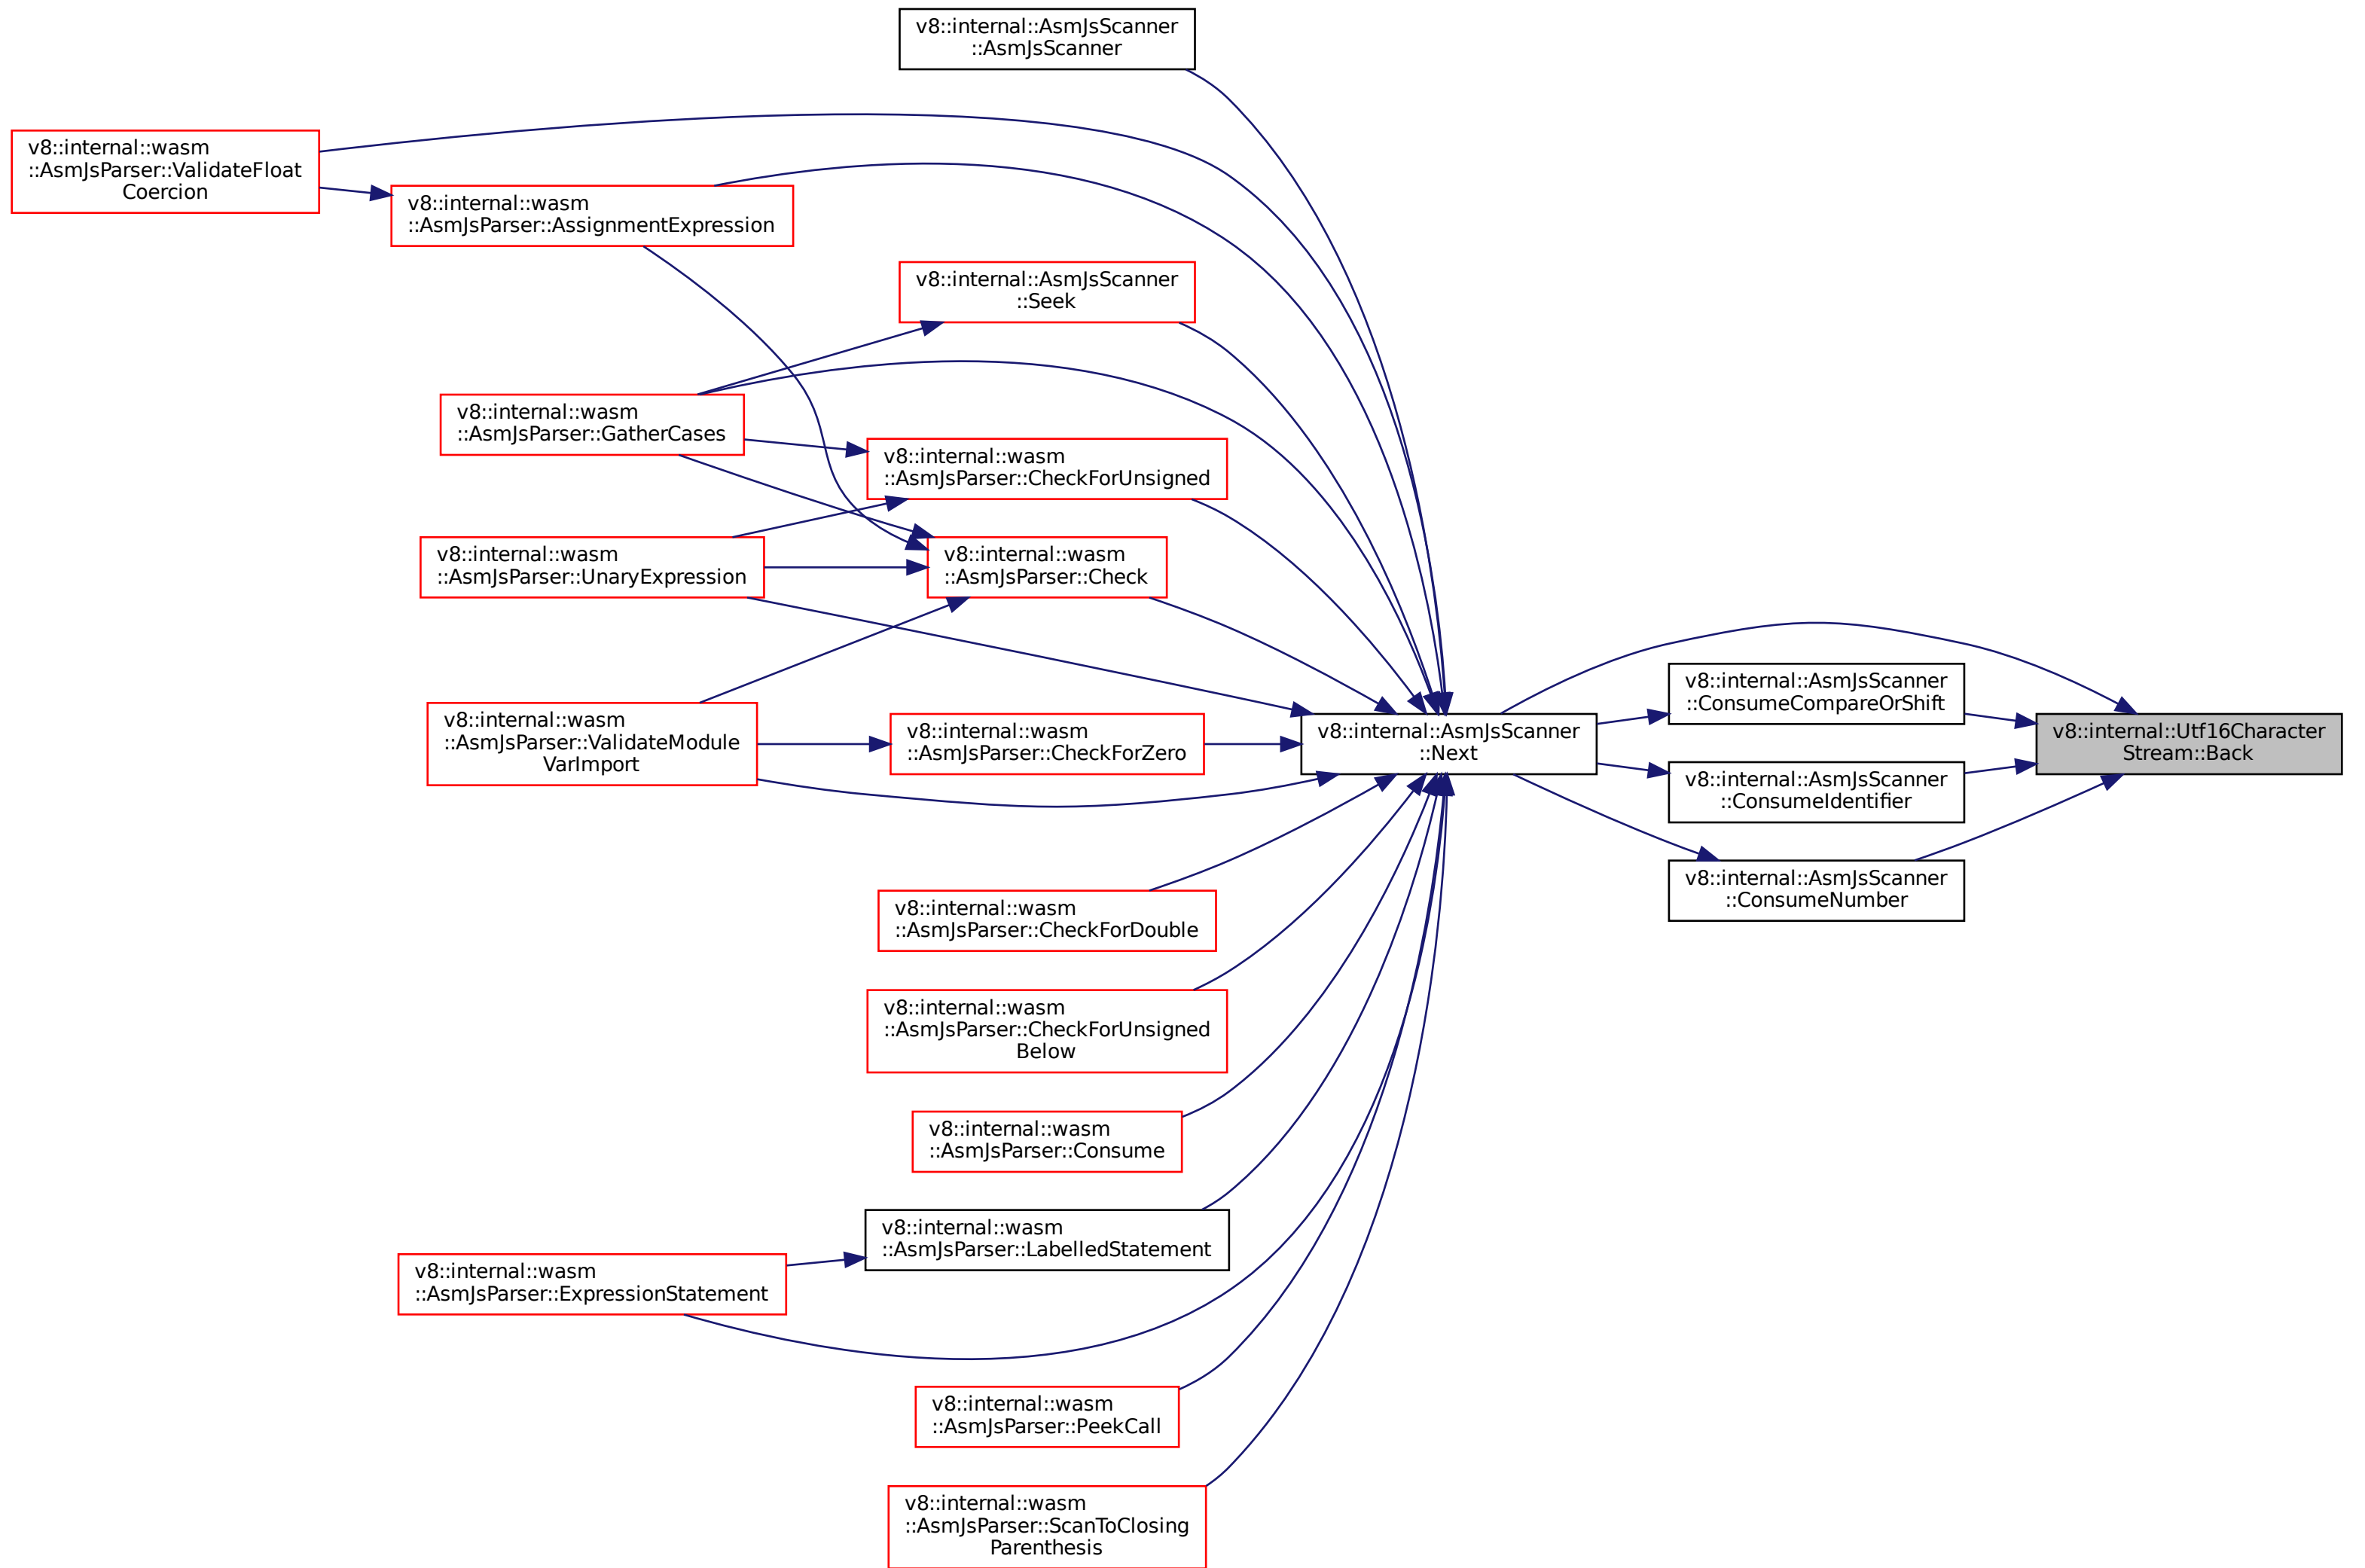 v8::internal::AsmJsScanner
::AsmJsScanner
v8::internal::wasm
::AsmJsParser::ValidateFloat
Coercion
v8::internal::wasm
::AsmJsParser::AssignmentExpression
v8::internal::AsmJsScanner
::Seek
v8::internal::wasm
::AsmJsParser::GatherCases
v8::internal::wasm
::AsmJsParser::CheckForUnsigned
v8::internal::wasm
::AsmJsParser::UnaryExpression
v8::internal::wasm
::AsmJsParser::Check
v8::internal::wasm
::AsmJsParser::ValidateModule
VarImport
v8::internal::wasm
::AsmJsParser::CheckForZero
v8::internal::AsmJsScanner
::Next
v8::internal::AsmJsScanner
::ConsumeCompareOrShift
v8::internal::Utf16Character
Stream::Back
v8::internal::AsmJsScanner
::ConsumeIdentifier
v8::internal::AsmJsScanner
::ConsumeNumber
v8::internal::wasm
::AsmJsParser::CheckForDouble
v8::internal::wasm
::AsmJsParser::CheckForUnsigned
Below
v8::internal::wasm
::AsmJsParser::Consume
v8::internal::wasm
::AsmJsParser::LabelledStatement
v8::internal::wasm
::AsmJsParser::ExpressionStatement
v8::internal::wasm
::AsmJsParser::PeekCall
v8::internal::wasm
::AsmJsParser::ScanToClosing
Parenthesis